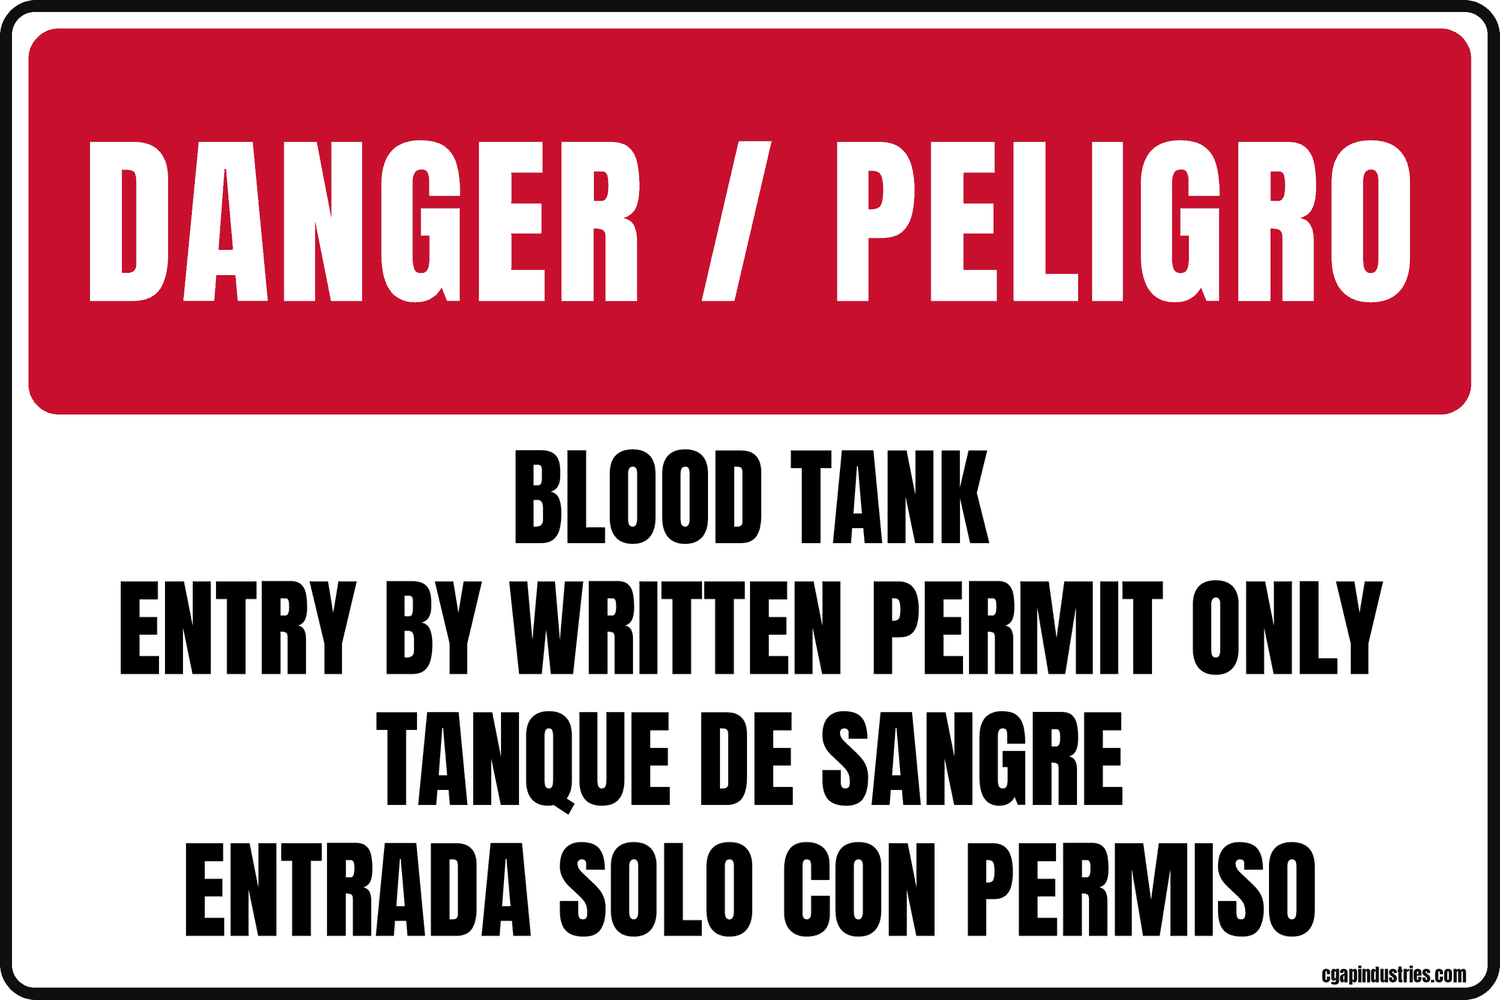 DANGER / PELIGRO
BLOOD TANK
ENTRY BY WRITTEN PERMIT ONLY
TANQUE DE SANGRE
ENTRADA SOLO CON PERMISO
cgapindustries.com